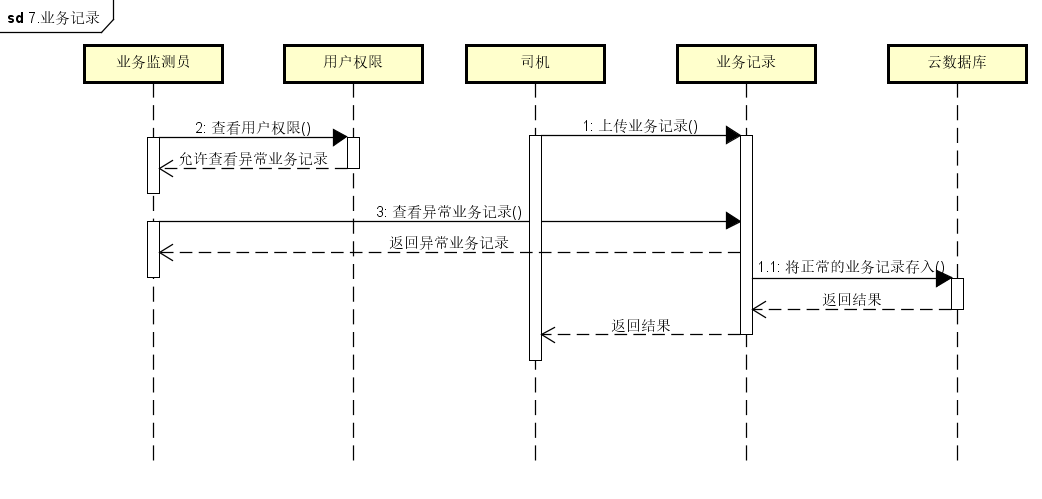 sd 7.业务记录
业务监测员
用户权限
司机
业务记录
云数据库
2: 查看用户权限()
1: 上传业务记录()
允许查看异常业务记录
3: 查看异常业务记录()
返回异常业务记录
1.1: 将正常的业务记录存入()
返回结果
返回结果